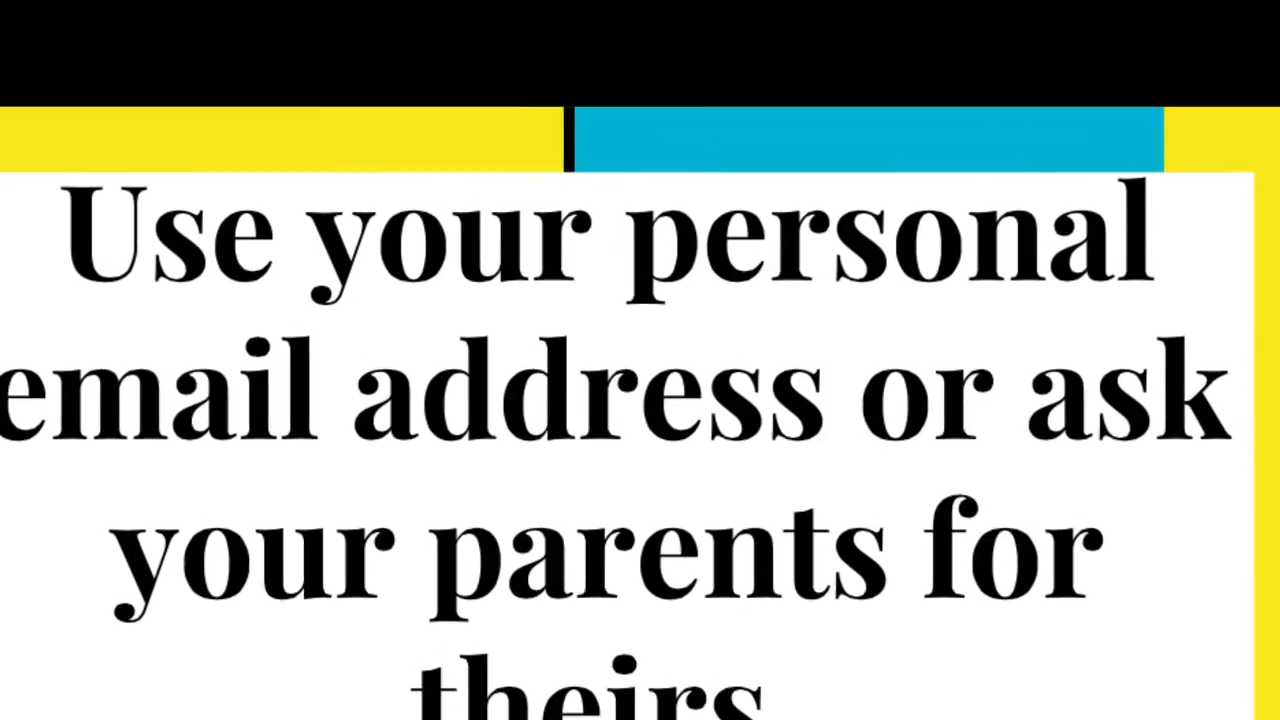 Use your personal
email address or ask
your parents for
theirs